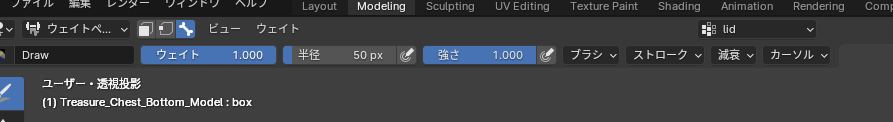 ファイル 編集 レンダー ウィンドウ ヘルプ Layout Modeling Sculpting UV Editing Texture Paint Shading Animation Rendering
ウェイトペ... ビュー ウェイト lid
Draw ウェイト 1.000 半径 50 px 強さ 1.000 ブラシ ストローク 減衰 カーソル
ユーザー・透視投影
(1) Treasure_Chest_Bottom_Model : box